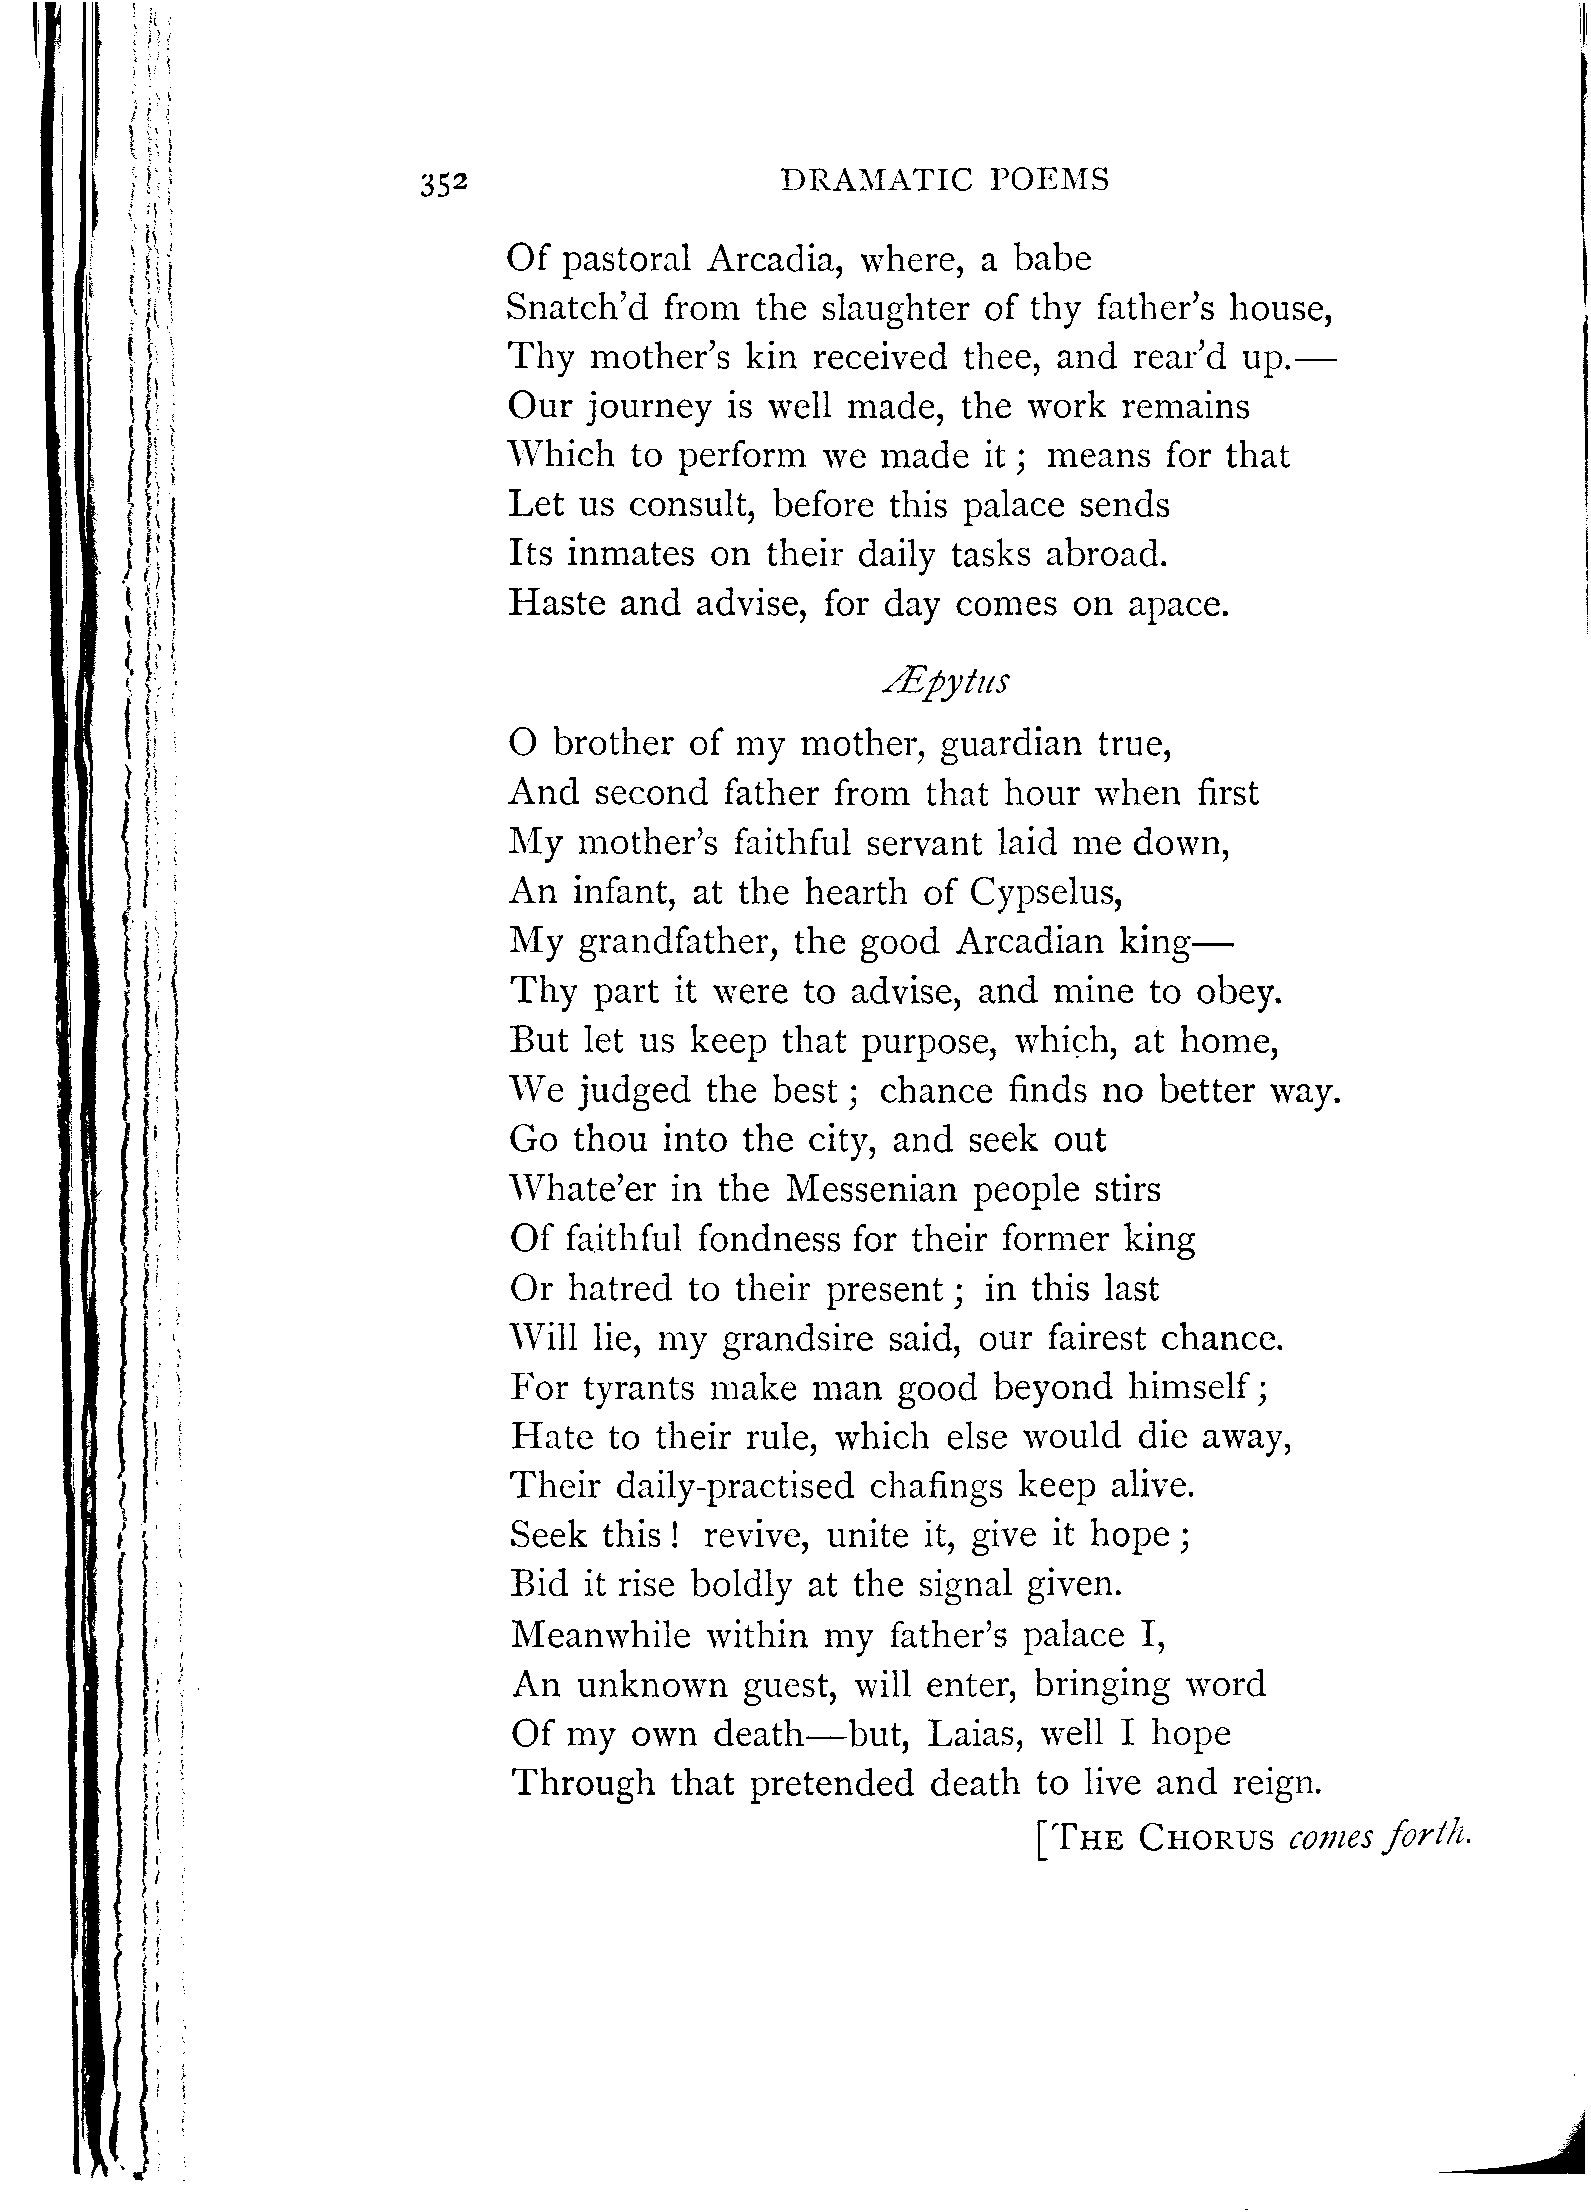 352 DRAMATIC POEMS
Of pastoral Arcadia, where, a babe
Snatch'd from the slaughter of thy father's house,
Thy mother's kin received thee, and rear'd up.—
Our journey is well made, the work remains
Which to perform we made it; means for that
Let us consult, before this palace sends
Its inmates on their daily tasks abroad.
Haste and advise, for day comes on apace.
Æpytus
O brother of my mother, guardian true,
And second father from that hour when first
My mother's faithful servant laid me down,
An infant, at the hearth of Cypselus,
My grandfather, the good Arcadian king—
Thy part it were to advise, and mine to obey.
But let us keep that purpose, which, at home,
We judged the best; chance finds no better way.
Go thou into the city, and seek out
Whate'er in the Messenian people stirs
Of faithful fondness for their former king
Or hatred to their present; in this last
Will lie, my grandsire said, our fairest chance.
For tyrants make man good beyond himself;
Hate to their rule, which else would die away,
Their daily-practised chafings keep alive.
Seek this! revive, unite it, give it hope;
Bid it rise boldly at the signal given.
Meanwhile within my father's palace I,
An unknown guest, will enter, bringing word
Of my own death—but, Laias, well I hope
Through that pretended death to live and reign.
[THE CHORUS comes forth.